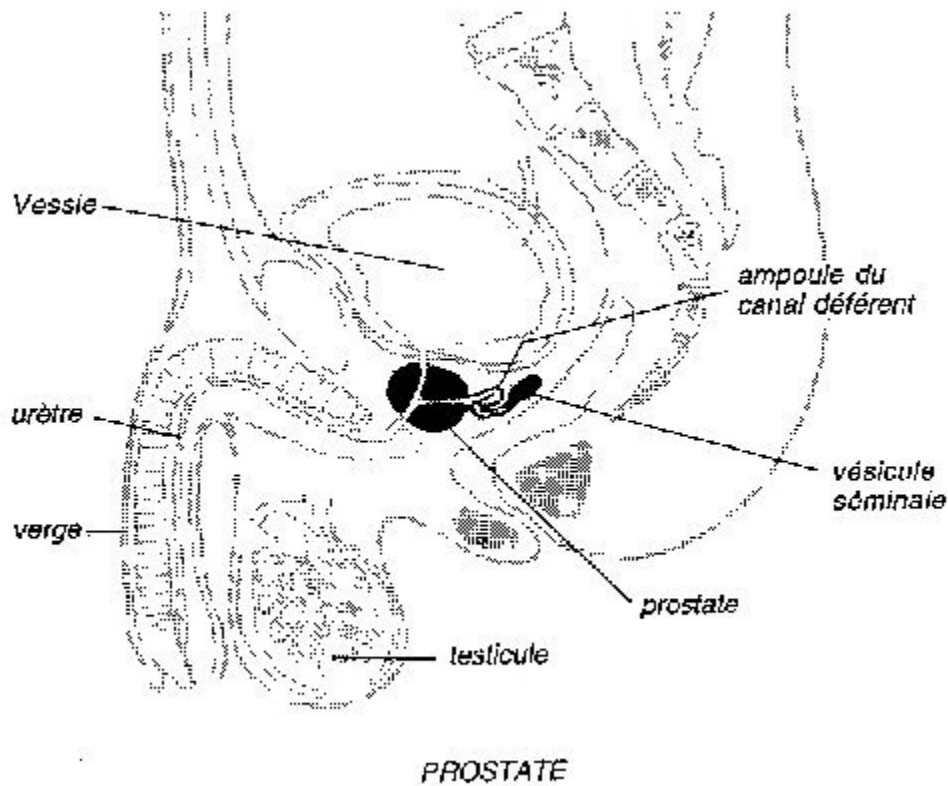 Vessie
ampoule du
canal déférent
urètre
vésicule
séminale
verge
prostate
testicule
PROSTATE